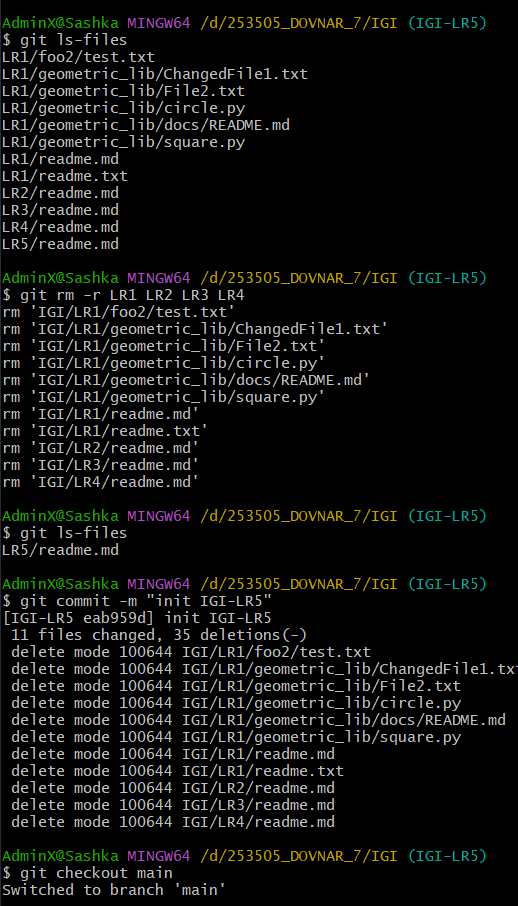 AdminX@Sashka MINGW64 /d/253505_DOVNAR_7/IGI (IGI-LR5)
$ git ls-files
LR1/foo2/test.txt
LR1/geometric_lib/ChangedFile1.txt
LR1/geometric_lib/File2.txt
LR1/geometric_lib/circle.py
LR1/geometric_lib/docs/README.md
LR1/geometric_lib/square.py
LR1/readme.md
LR1/readme.txt
LR2/readme.md
LR3/readme.md
LR4/readme.md
LR5/readme.md
AdminX@Sashka MINGW64 /d/253505_DOVNAR_7/IGI (IGI-LR5)
$ git rm -r LR1 LR2 LR3 LR4
rm 'IGI/LR1/foo2/test.txt'
rm 'IGI/LR1/geometric_lib/ChangedFile1.txt'
rm 'IGI/LR1/geometric_lib/File2.txt'
rm 'IGI/LR1/geometric_lib/circle.py'
rm 'IGI/LR1/geometric_lib/docs/README.md'
rm 'IGI/LR1/geometric_lib/square.py'
rm 'IGI/LR1/readme.md'
rm 'IGI/LR1/readme.txt'
rm 'IGI/LR2/readme.md'
rm 'IGI/LR3/readme.md'
rm 'IGI/LR4/readme.md'
AdminX@Sashka MINGW64 /d/253505_DOVNAR_7/IGI (IGI-LR5)
$ git ls-files
LR5/readme.md
AdminX@Sashka MINGW64 /d/253505_DOVNAR_7/IGI (IGI-LR5)
$ git commit -m "init IGI-LR5"
[IGI-LR5 eab959d] init IGI-LR5
 11 files changed, 35 deletions(-)
 delete mode 100644 IGI/LR1/foo2/test.txt
 delete mode 100644 IGI/LR1/geometric_lib/ChangedFile1.tx
 delete mode 100644 IGI/LR1/geometric_lib/File2.txt
 delete mode 100644 IGI/LR1/geometric_lib/circle.py
 delete mode 100644 IGI/LR1/geometric_lib/docs/README.md
 delete mode 100644 IGI/LR1/geometric_lib/square.py
 delete mode 100644 IGI/LR1/readme.md
 delete mode 100644 IGI/LR1/readme.txt
 delete mode 100644 IGI/LR2/readme.md
 delete mode 100644 IGI/LR3/readme.md
 delete mode 100644 IGI/LR4/readme.md
AdminX@Sashka MINGW64 /d/253505_DOVNAR_7/IGI (IGI-LR5)
$ git checkout main
Switched to branch 'main'